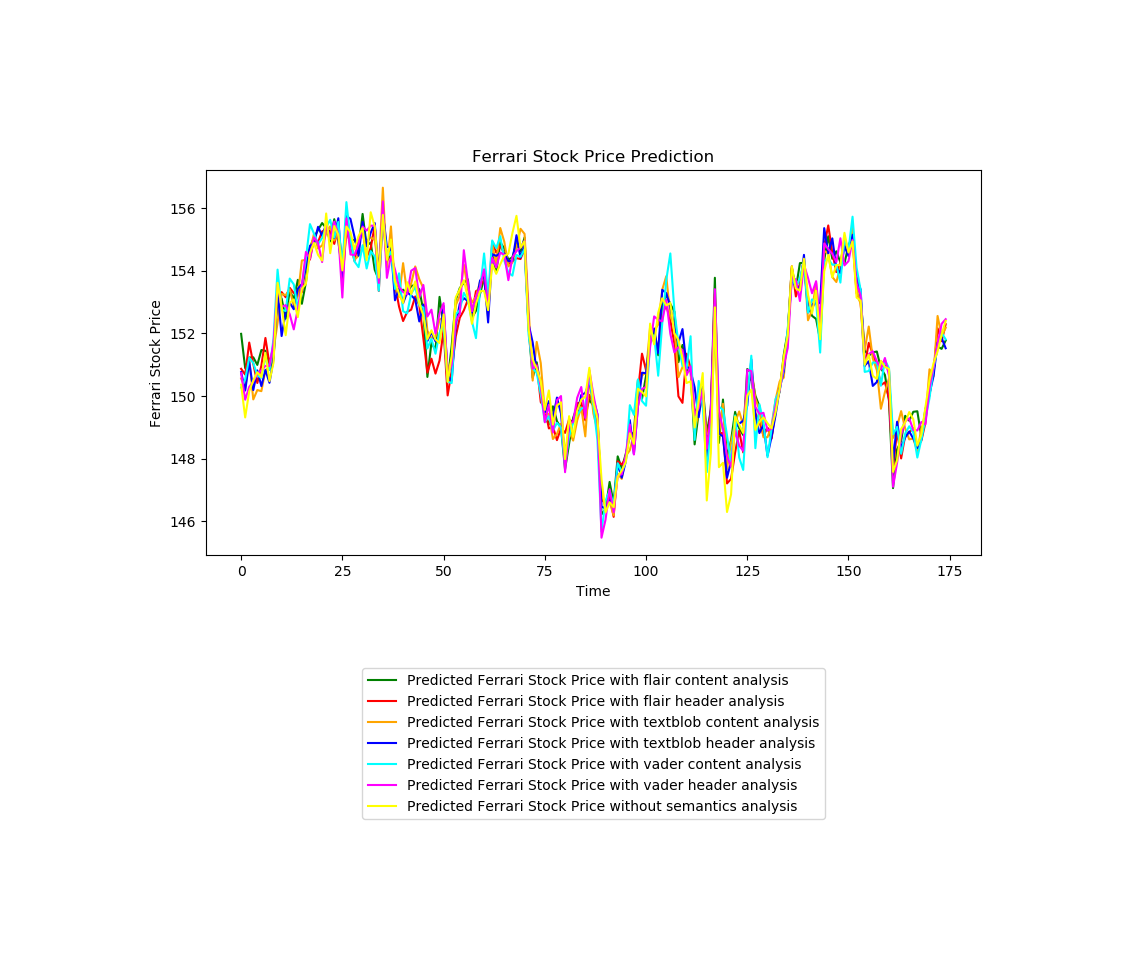 Ferrari Stock Price Prediction
Ferrari Stock Price
156
154
152
150
148
146
0 25 50 75 100 125 150 175
Time
Predicted Ferrari Stock Price with flair content analysis
Predicted Ferrari Stock Price with flair header analysis
Predicted Ferrari Stock Price with textblob content analysis
Predicted Ferrari Stock Price with textblob header analysis
Predicted Ferrari Stock Price with vader content analysis
Predicted Ferrari Stock Price with vader header analysis
Predicted Ferrari Stock Price without semantics analysis